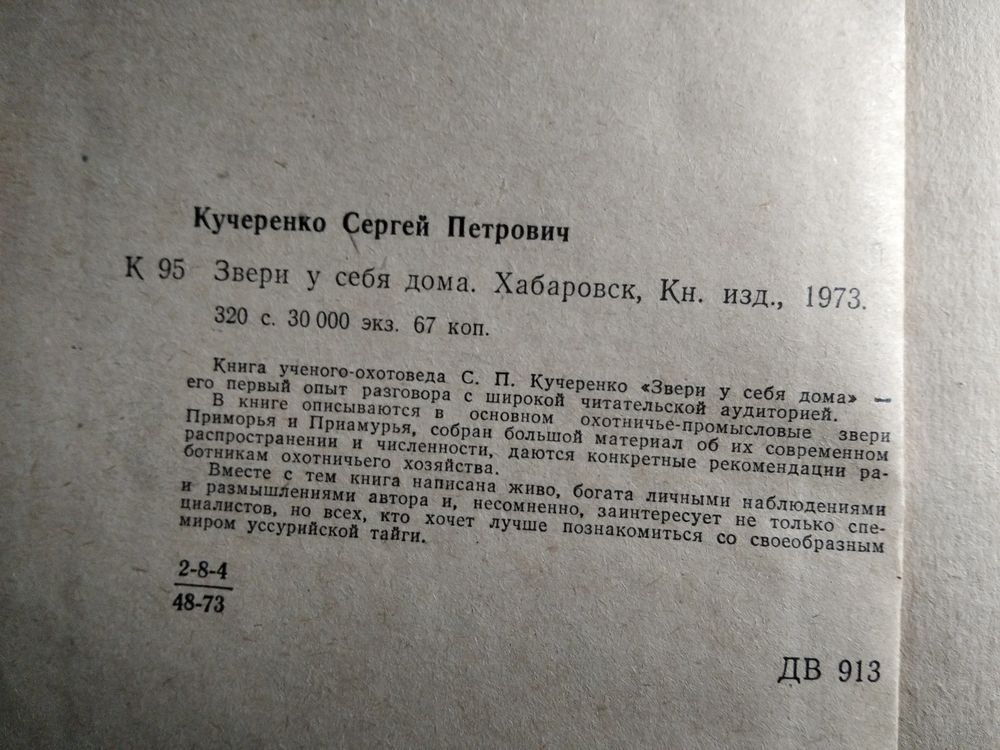 Кучеренко Сергей Петрович
К 95 Звери у себя дома. Хабаровск, Кн. изд., 1973.
320 с. 30 000 экз. 67 коп.
Книга ученого-охотоведа С. П. Кучеренко «Звери у себя дома» —
его первый опыт разговора с широкой читательской аудиторией.
В книге описываются в основном охотничье-промысловые звери
Приморья и Приамурья, собран большой материал об их современном
распространении и численности, даются конкретные рекомендации ра-
ботникам охотничьего хозяйства.
Вместе с тем книга написана живо, богата личными наблюдениями
и размышлениями автора и, несомненно, заинтересует не только спе-
циалистов, но всех, кто хочет лучше познакомиться со своеобразным
миром уссурийской тайги.
2-8-4
48-73
ДВ 913